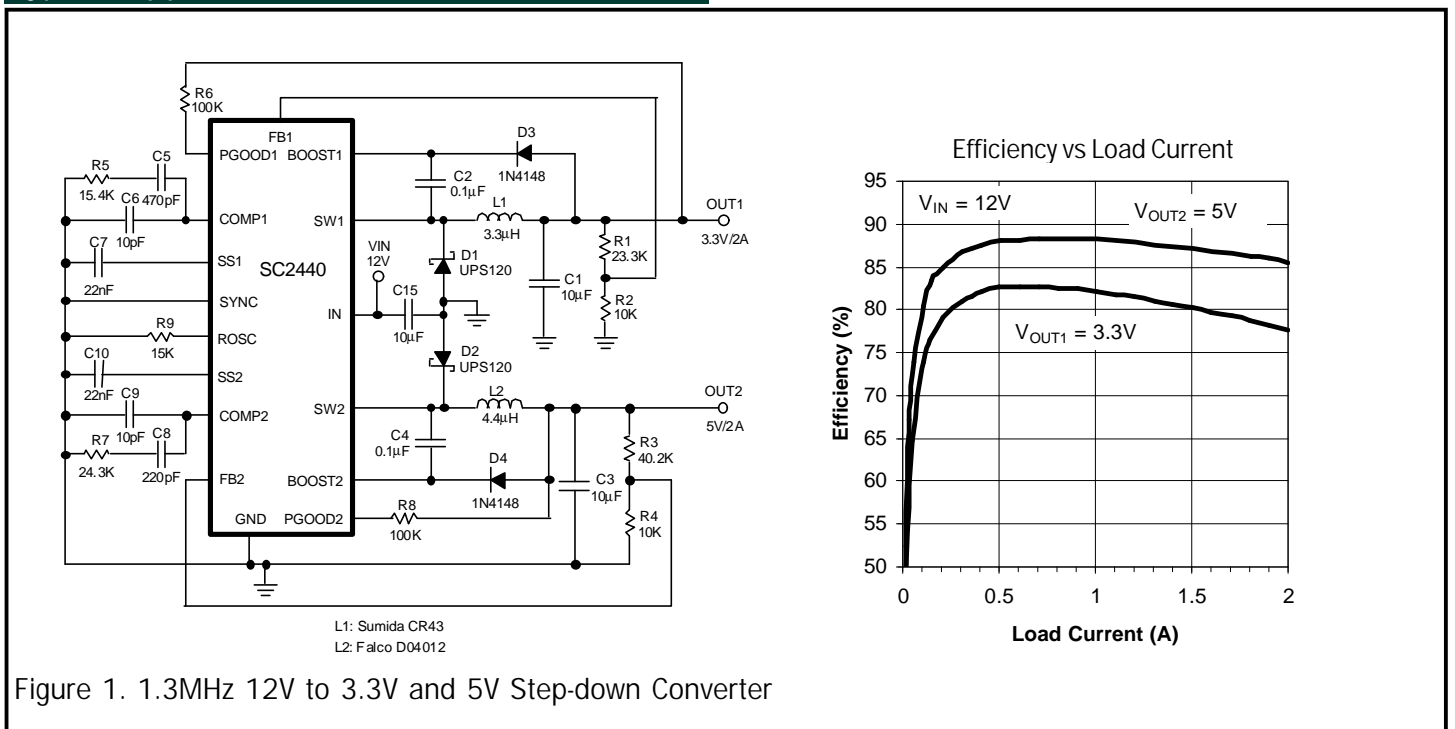 R6
100K
FB1
PGOOD1 BOOST1
D3
1N4148
R5
15.4K
C5
470pF
C6
10pF
COMP1
C2
0.1µF
SW1
L1
3.3µH
OUT1
3.3V/2A
C7
22nF
SS1
SC2440
VIN
12V
D1
UPS120
R1
23.3K
SYNC
IN
C15
10µF
C1
10µF
R2
10K
R9
15K
ROSC
C10
22nF
SS2
D2
UPS120
C9
10pF
COMP2
SW2
L2
4.4µH
OUT2
5V/2A
R7
24.3K
C8
220pF
C4
0.1µF
D4
1N4148
R3
40.2K
FB2
BOOST2
C3
10µF
GND PGOOD2
R8
100K
R4
10K
L1: Sumida CR43
L2: Falco D04012
Efficiency vs Load Current
95
90
85
80
75
70
65
60
55
50
Efficiency (%)
VIN = 12V
VOUT2 = 5V
VOUT1 = 3.3V
0 0.5 1 1.5 2
Load Current (A)
Figure 1. 1.3MHz 12V to 3.3V and 5V Step-down Converter